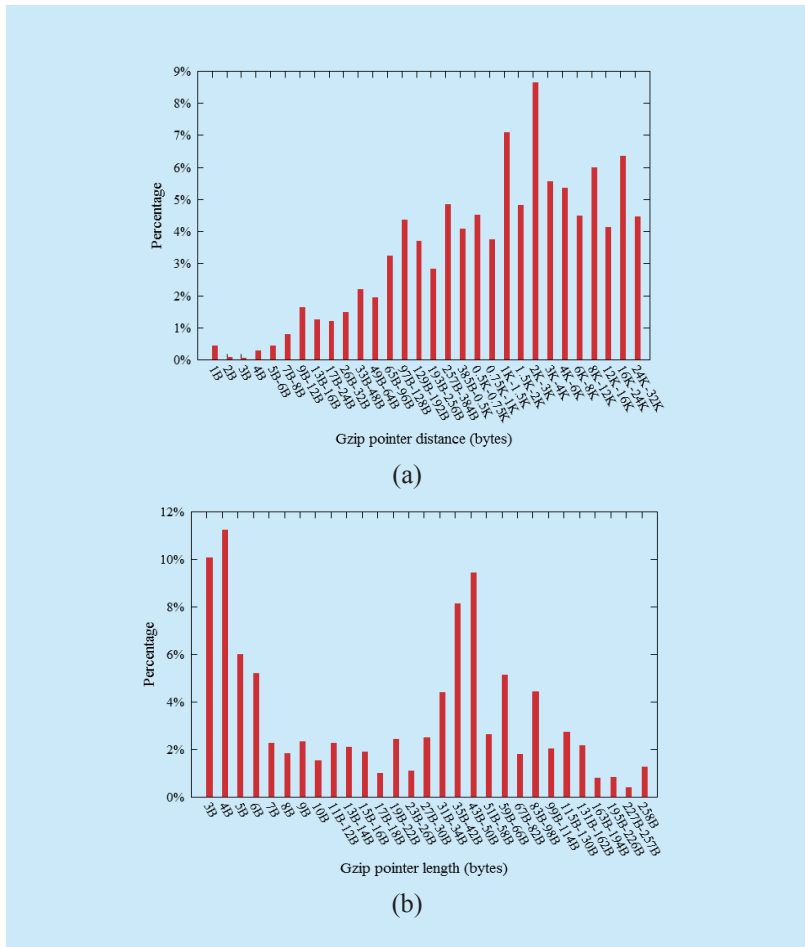 9%
8%
7%
6%
5%
4%
3%
2%
1%
0%
Percentage
1B
2B
3B
4B
5B-6B
7B-8B
9B-12B
13B-16B
17B-24B
26B-32B
33B-48B
49B-64B
65B-96B
97B-128B
129B-192B
193B-256B
257B-384B
385B-0.5K
0.5K-0.75K
0.75K-1K
1K-1.5K
1.5K-2K
2K-3K
3K-4K
4K-6K
6K-8K
8K-12K
12K-16K
16K-24K
24K-32K
Gzip pointer distance (bytes)
(a)
12%
10%
8%
6%
4%
2%
0%
Percentage
3B
4B
5B
6B
7B
8B
9B
10B
11B-12B
13B-14B
15B-16B
17B-18B
19B-22B
23B-26B
27B-30B
31B-34B
35B-42B
43B-50B
51B-58B
59B-66B
67B-82B
83B-98B
99B-114B
115B-130B
131B-162B
163B-194B
195B-226B
227B-257B
258B
Gzip pointer length (bytes)
(b)